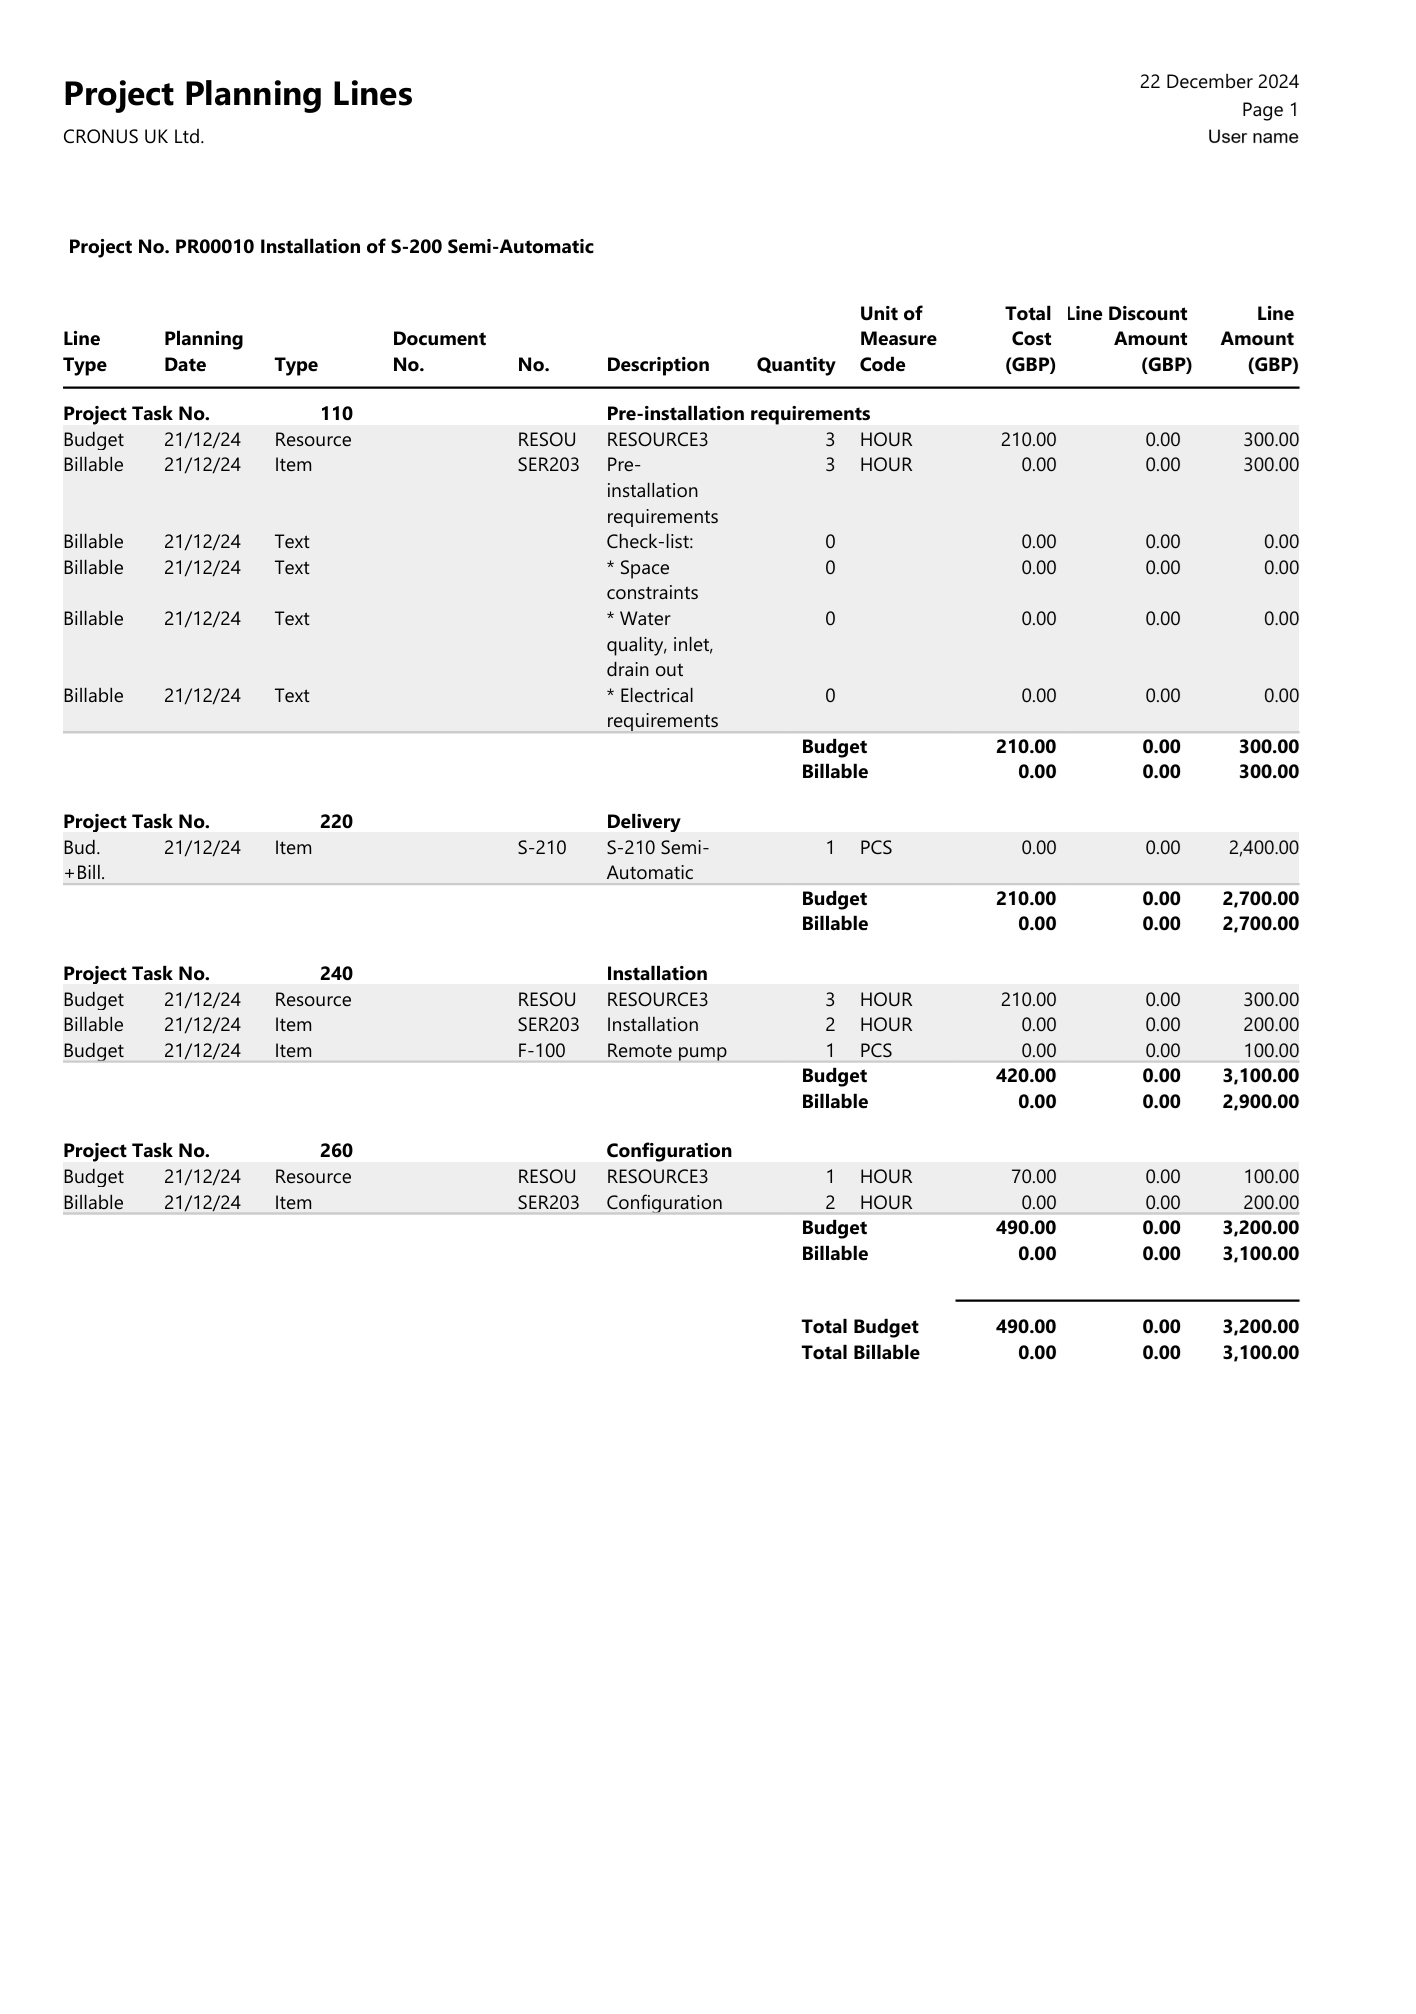 Project Planning Lines
CRONUS UK Ltd.
22 December 2024
Page 1
User name
Project No. PR00010 Installation of S-200 Semi-Automatic
Line Type Planning Date Type Document No. No. Description Quantity Unit of Measure Code Total Cost (GBP) Line Discount Amount (GBP) Line Amount (GBP)
Project Task No. 110 Pre-installation requirements
Budget 21/12/24 Resource RESOU RESOURCE3 3 HOUR 210.00 0.00 300.00
Billable 21/12/24 Item SER203 Pre- 3 HOUR 0.00 0.00 300.00
installation
requirements
Billable 21/12/24 Text Check-list: 0 0.00 0.00 0.00
Billable 21/12/24 Text * Space 0 0.00 0.00 0.00
constraints
Billable 21/12/24 Text * Water 0 0.00 0.00 0.00
quality, inlet,
drain out
Billable 21/12/24 Text * Electrical 0 0.00 0.00 0.00
requirements
Budget 210.00 0.00 300.00
Billable 0.00 0.00 300.00
Project Task No. 220 Delivery
Bud. 21/12/24 Item S-210 S-210 Semi- 1 PCS 0.00 0.00 2,400.00
+Bill. Automatic
Budget 210.00 0.00 2,700.00
Billable 0.00 0.00 2,700.00
Project Task No. 240 Installation
Budget 21/12/24 Resource RESOU RESOURCE3 3 HOUR 210.00 0.00 300.00
Billable 21/12/24 Item SER203 Installation 2 HOUR 0.00 0.00 200.00
Budget 21/12/24 Item F-100 Remote pump 1 PCS 0.00 0.00 100.00
Budget 420.00 0.00 3,100.00
Billable 0.00 0.00 2,900.00
Project Task No. 260 Configuration
Budget 21/12/24 Resource RESOU RESOURCE3 1 HOUR 70.00 0.00 100.00
Billable 21/12/24 Item SER203 Configuration 2 HOUR 0.00 0.00 200.00
Budget 490.00 0.00 3,200.00
Billable 0.00 0.00 3,100.00
Total Budget 490.00 0.00 3,200.00
Total Billable 0.00 0.00 3,100.00